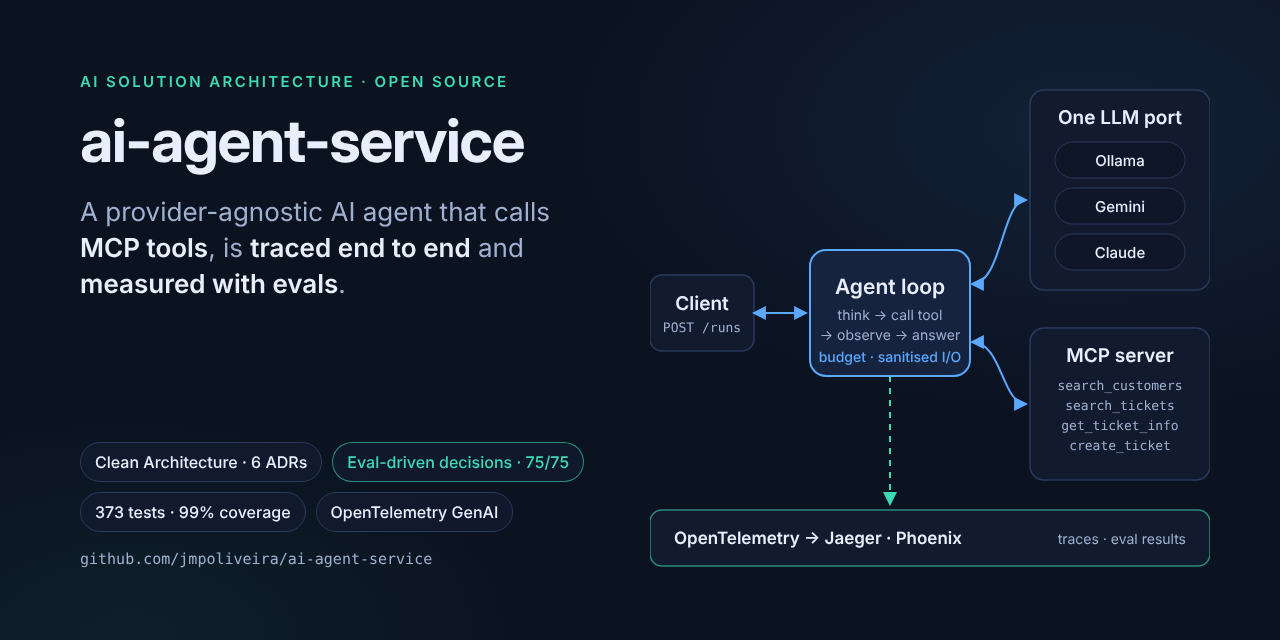 AI SOLUTION ARCHITECTURE · OPEN SOURCE
ai-agent-service
A provider-agnostic AI agent that calls
MCP tools, is traced end to end and
measured with evals.
Clean Architecture · 6 ADRs
Eval-driven decisions · 75/75
373 tests · 99% coverage
OpenTelemetry GenAI
github.com/jmpoliveira/ai-agent-service
Client
POST /runs
Agent loop
think → call tool
→ observe → answer
budget · sanitised I/O
One LLM port
Ollama
Gemini
Claude
MCP server
search_customers
search_tickets
get_ticket_info
create_ticket
OpenTelemetry → Jaeger · Phoenix
traces · eval results